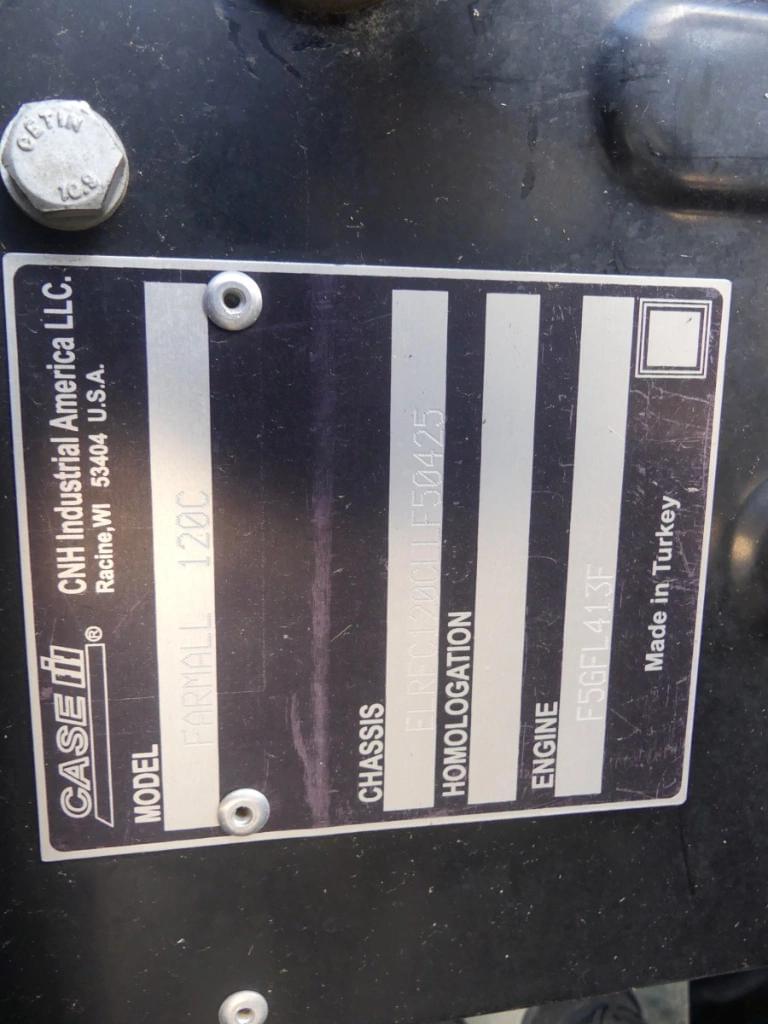 CETIN
10.9
CASE IH®
CNH Industrial America LLC.
Racine,WI 53404 U.S.A.
MODEL
FARMALL 120C
CHASSIS
HOMOLOGATION
ENGINE
F5GFL413F
Made in Turkey